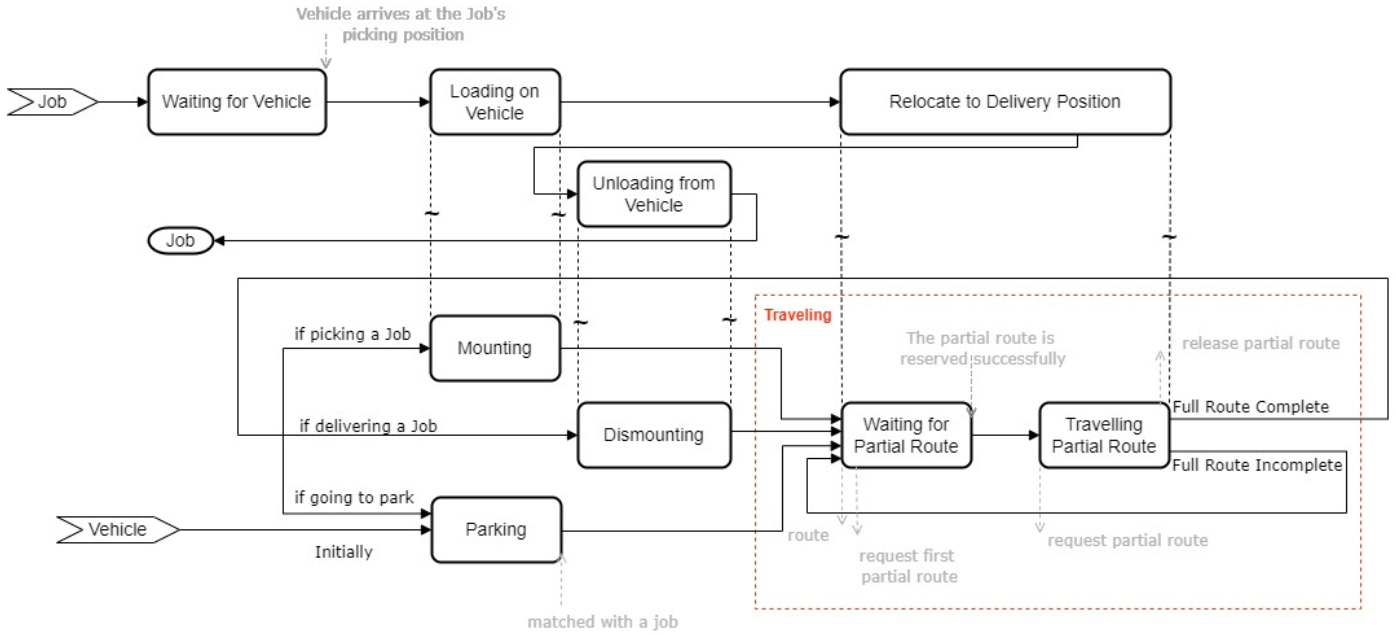 Vehicle arrives at the Job's
picking position
Job
Waiting for Vehicle
Loading on
Vehicle
Relocate to Delivery Position
Unloading from
Vehicle
~
~
~
~
Job
~
~
Traveling
if picking a Job
Mounting
The partial route is
reserved successfully
release partial route
Full Route Complete
if delivering a Job
Dismounting
Waiting for
Partial Route
Travelling
Partial Route
Full Route Incomplete
if going to park
Vehicle
Parking
Initially
route
request first
partial route
request partial route
matched with a job